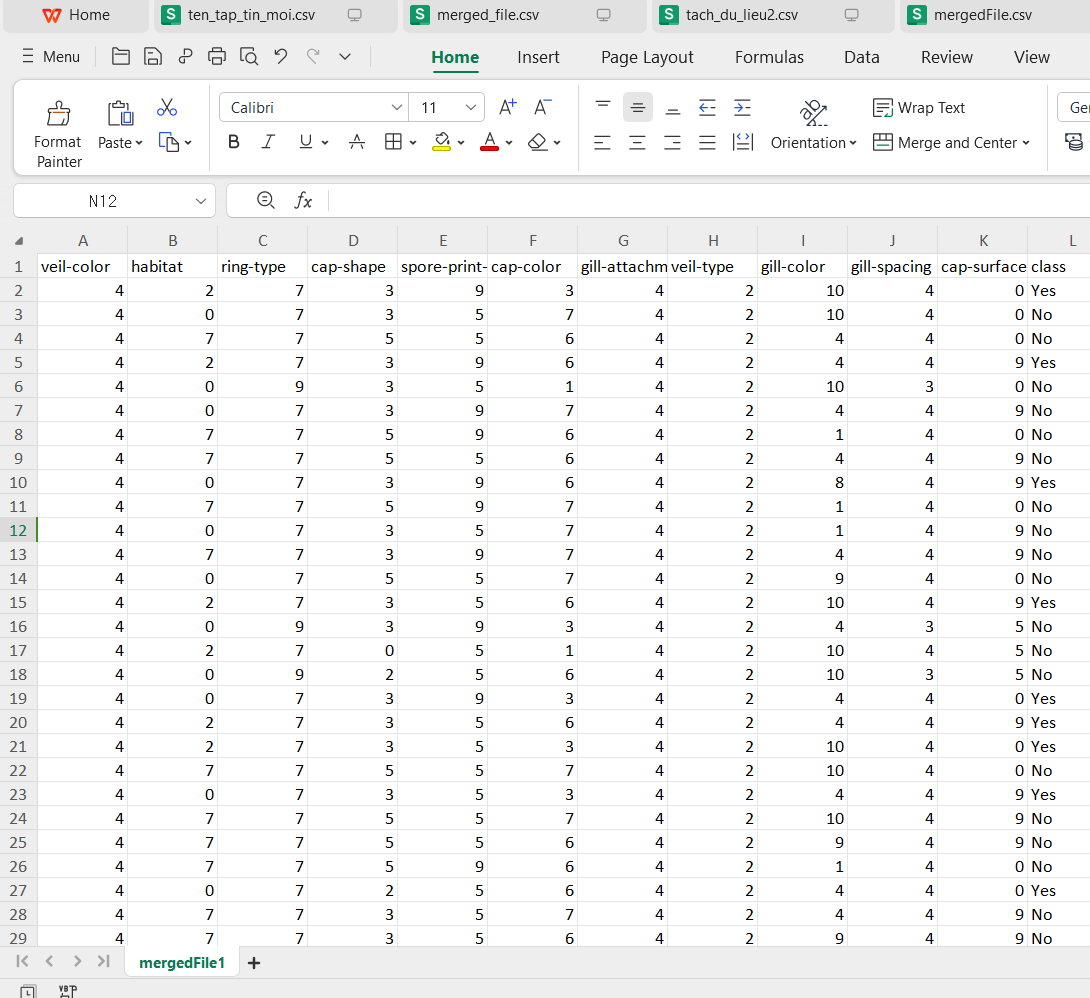 Home ten_tap_tin_moi.csv merged_file.csv tach_du_lieu2.csv mergedFile.csv
Menu Home Insert Page Layout Formulas Data Review View
Calibri 11 Wrap Text
Format Painter Paste Orientation Merge and Center
N12 fx
A B C D E F G H I J K L
1 veil-color habitat ring-type cap-shape spore-print- cap-color gill-attachm veil-type gill-color gill-spacing cap-surface class
2 4 2 7 3 9 3 4 2 10 4 0 Yes
3 4 0 7 3 5 7 4 2 10 4 0 No
4 4 7 7 5 5 6 4 2 4 4 0 No
5 4 2 7 3 9 6 4 2 4 4 9 Yes
6 4 0 9 3 5 1 4 2 10 3 0 No
7 4 0 7 3 9 7 4 2 4 4 9 No
8 4 7 7 5 9 6 4 2 1 4 0 No
9 4 7 7 5 5 6 4 2 4 4 9 No
10 4 0 7 3 9 6 4 2 8 4 9 Yes
11 4 7 7 5 9 7 4 2 1 4 0 No
12 4 0 7 3 5 7 4 2 1 4 9 No
13 4 7 7 3 9 7 4 2 4 4 9 No
14 4 0 7 5 5 7 4 2 9 4 0 No
15 4 2 7 3 5 6 4 2 10 4 9 Yes
16 4 0 9 3 9 3 4 2 4 3 5 No
17 4 2 7 0 5 1 4 2 10 4 5 No
18 4 0 9 2 5 6 4 2 10 3 5 No
19 4 0 7 3 9 3 4 2 4 4 0 Yes
20 4 2 7 3 5 6 4 2 4 4 9 Yes
21 4 2 7 3 5 3 4 2 10 4 0 Yes
22 4 7 7 5 5 7 4 2 10 4 0 No
23 4 0 7 3 5 3 4 2 4 4 9 Yes
24 4 7 7 5 5 7 4 2 10 4 9 No
25 4 7 7 5 5 6 4 2 9 4 9 No
26 4 7 7 5 9 6 4 2 1 4 0 No
27 4 0 7 2 5 6 4 2 4 4 0 Yes
28 4 7 7 3 5 7 4 2 4 4 9 No
29 4 7 7 3 5 6 4 2 9 4 9 No
mergedFile1